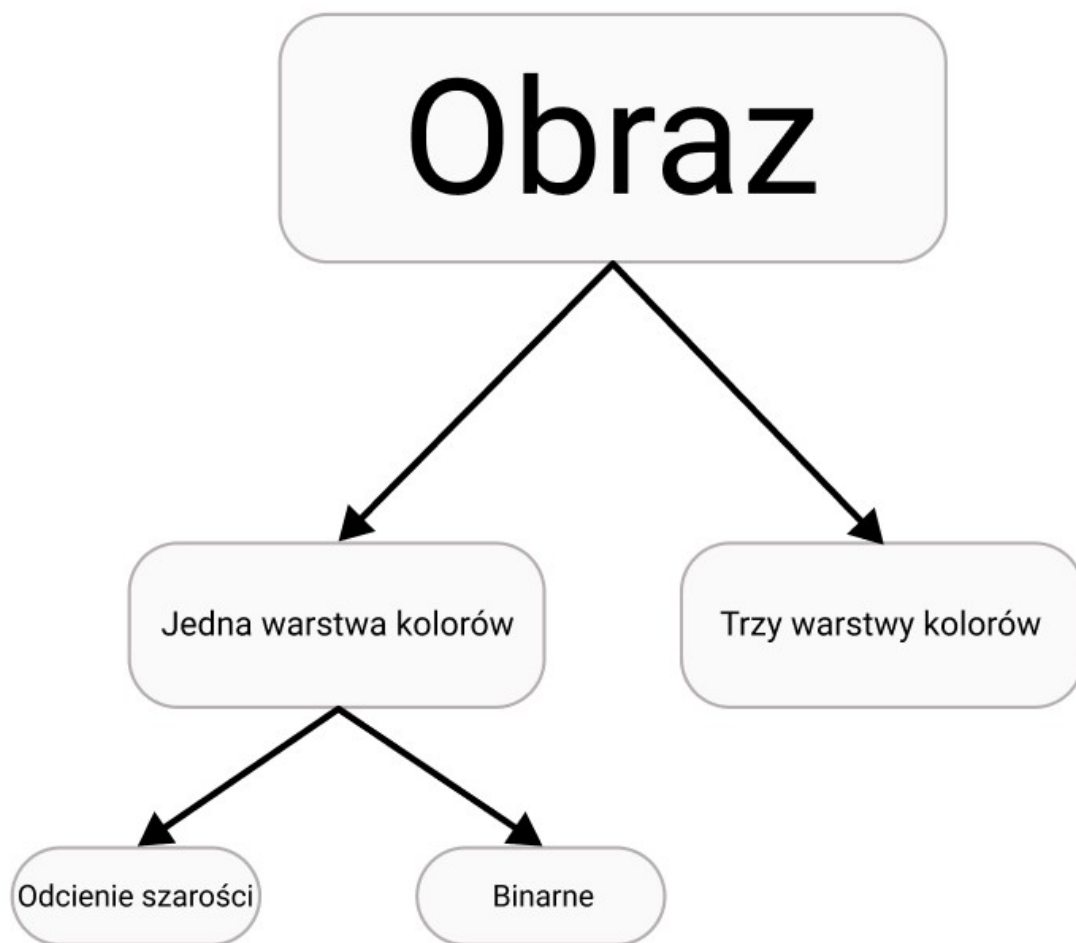 Obraz
Jedna warstwa kolorów
Trzy warstwy kolorów
Odcienie szarości
Binarne